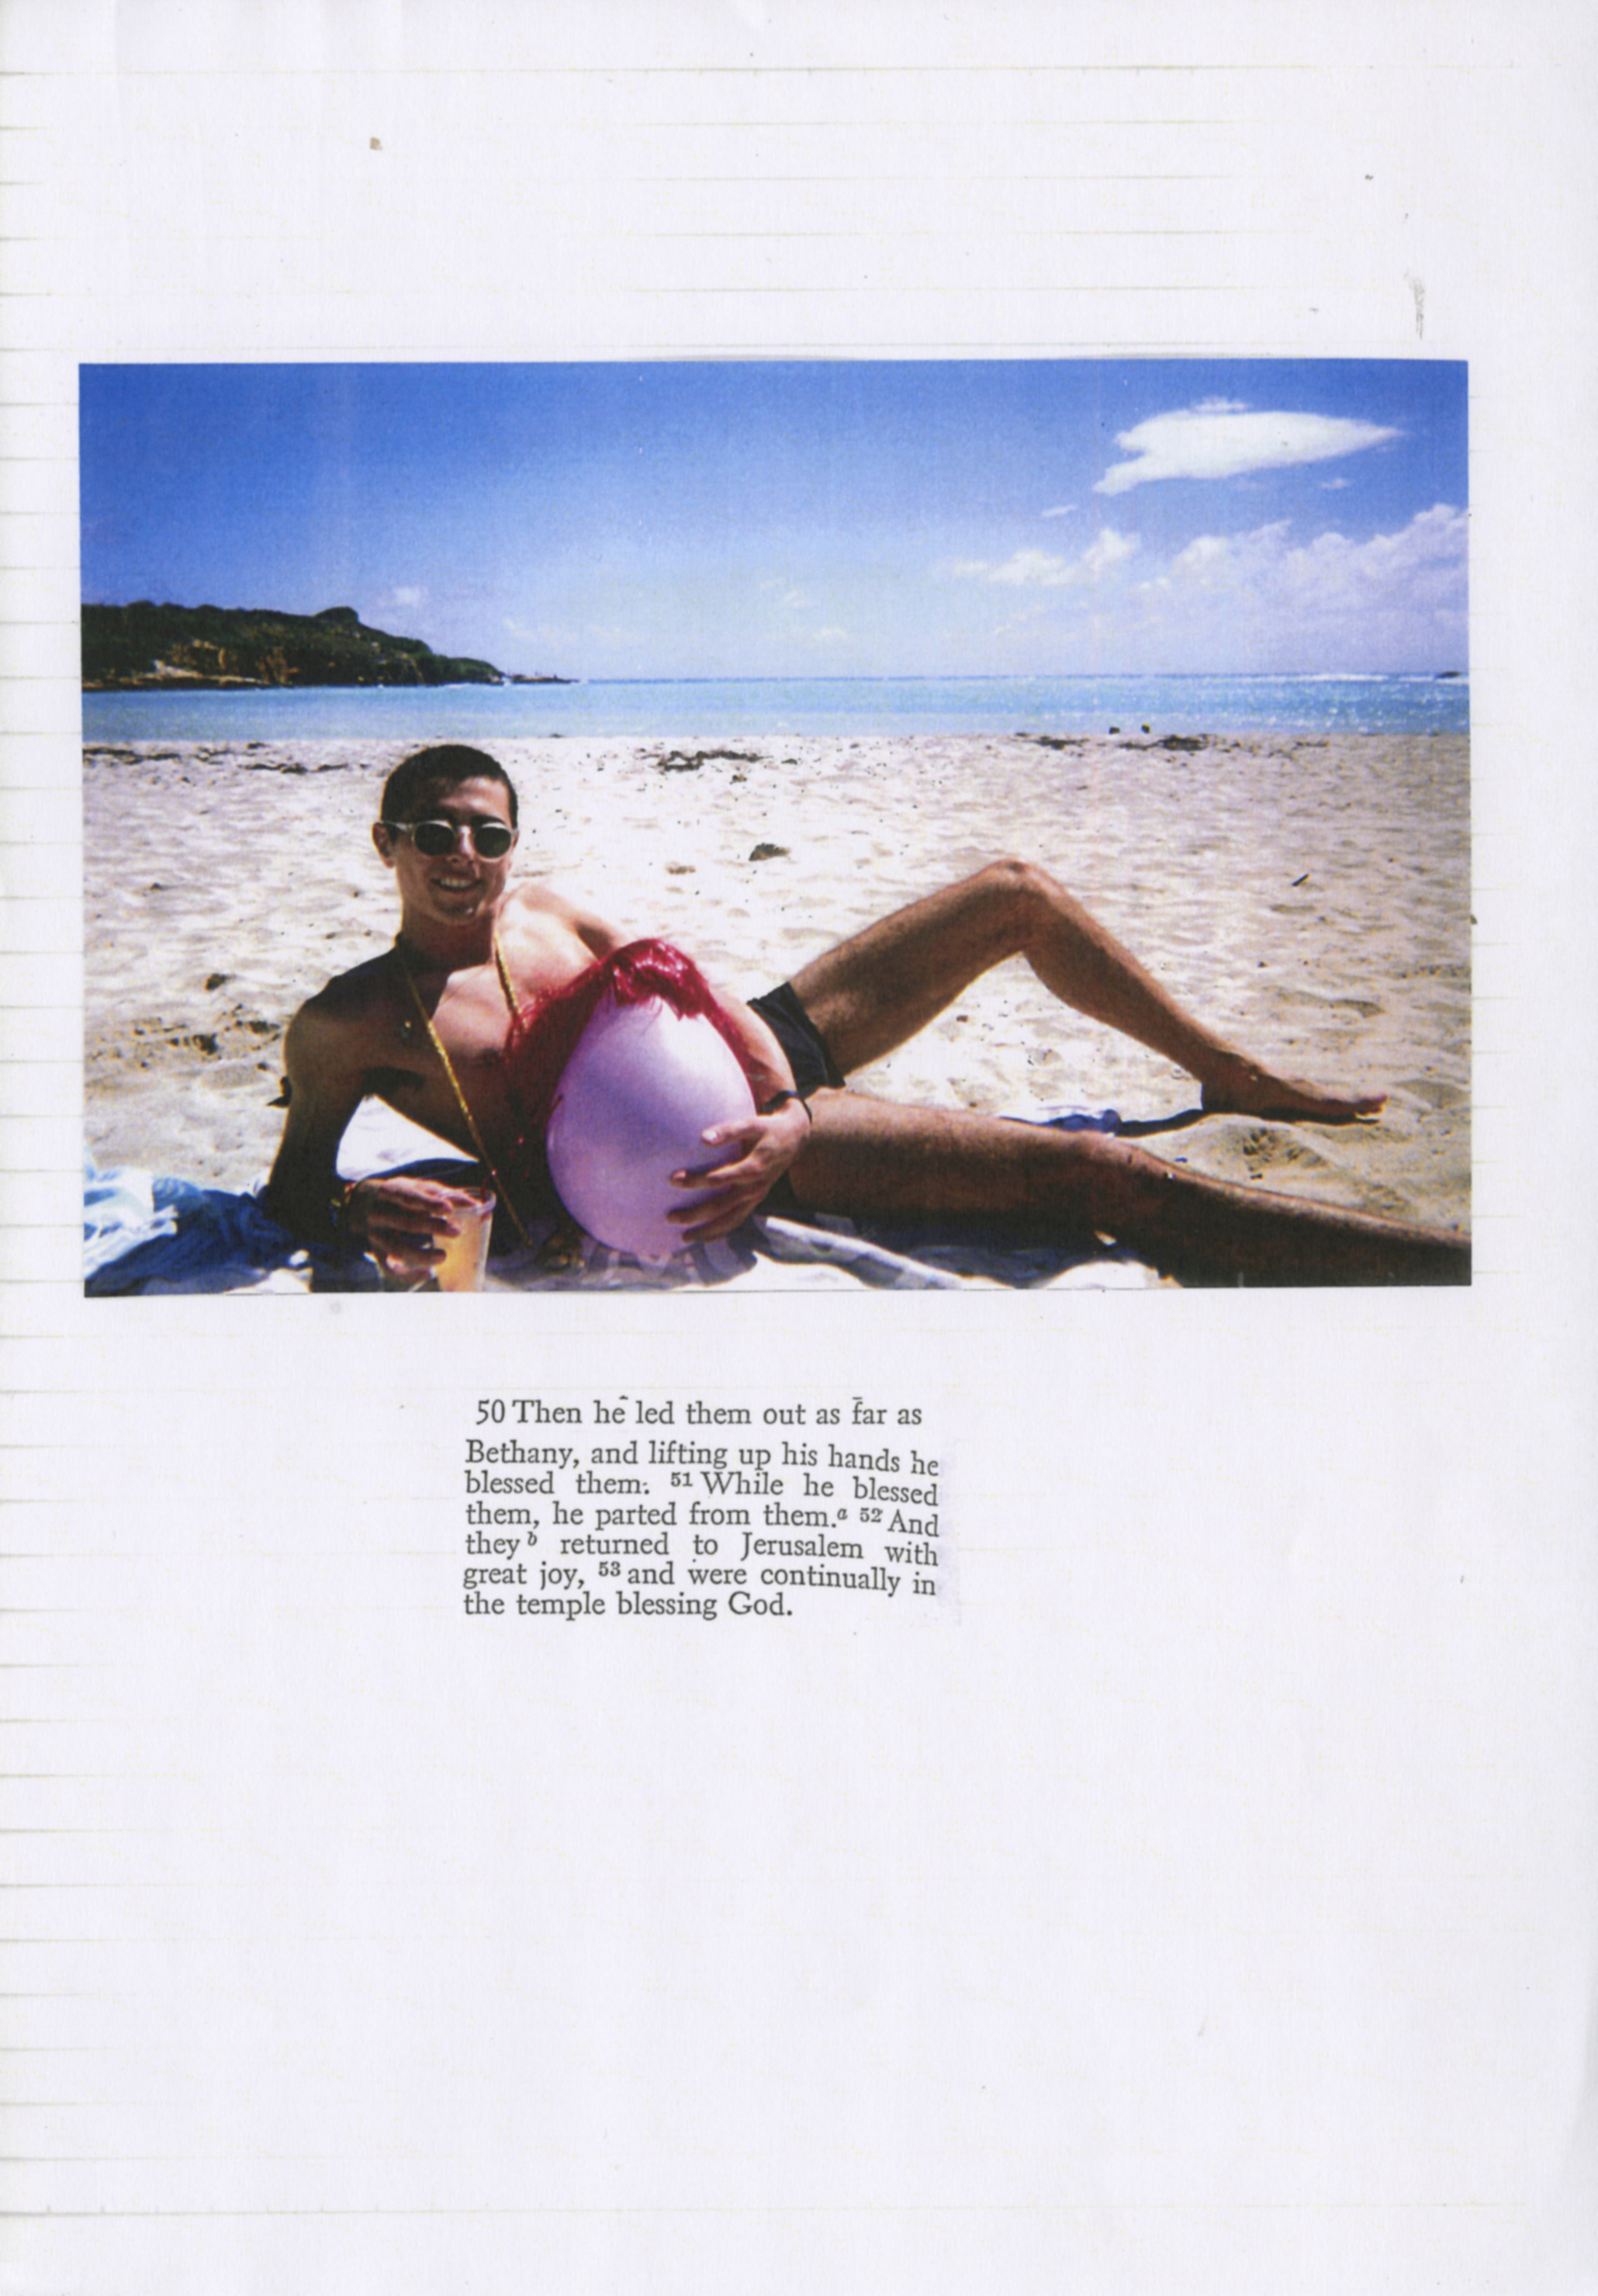 50 Then he led them out as far as
Bethany, and lifting up his hands he
blessed them. 51 While he blessed
them, he parted from them.a 52 And
they b returned to Jerusalem with
great joy, 53 and were continually in
the temple blessing God.